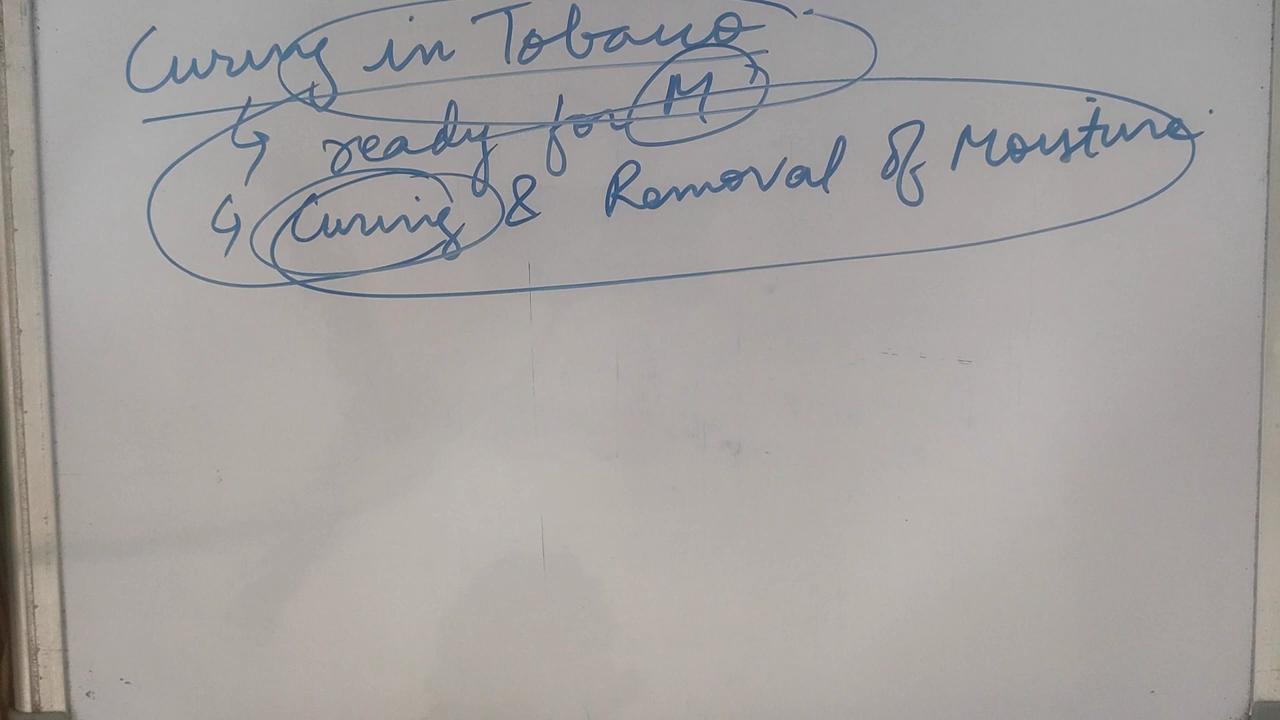 Curing in Tobacco
↳ ready for M
↳ Curing & Removal of Moisture